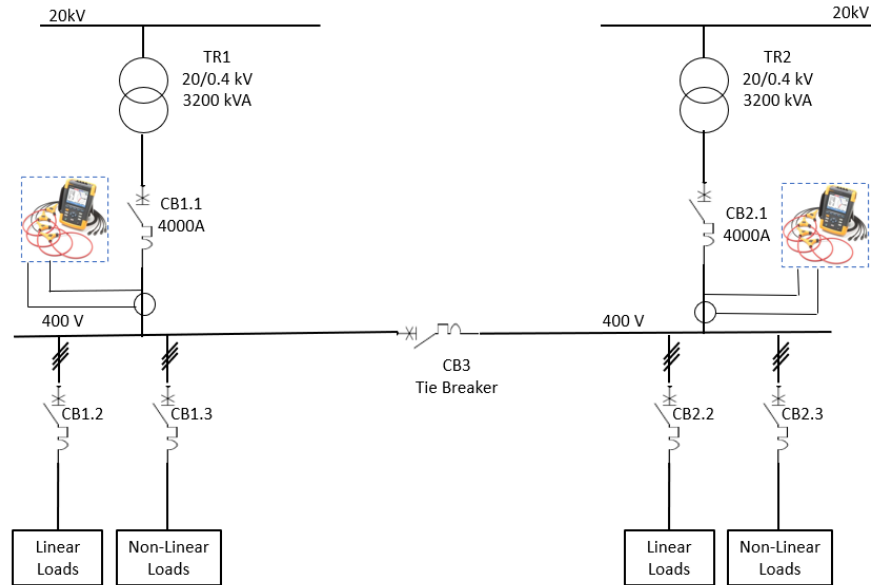 20kV
20kV
TR1
20/0.4 kV
3200 kVA
TR2
20/0.4 kV
3200 kVA
CB1.1
4000A
CB2.1
4000A
400 V
400 V
CB3
Tie Breaker
CB1.2
CB1.3
CB2.2
CB2.3
Linear
Loads
Non-Linear
Loads
Linear
Loads
Non-Linear
Loads